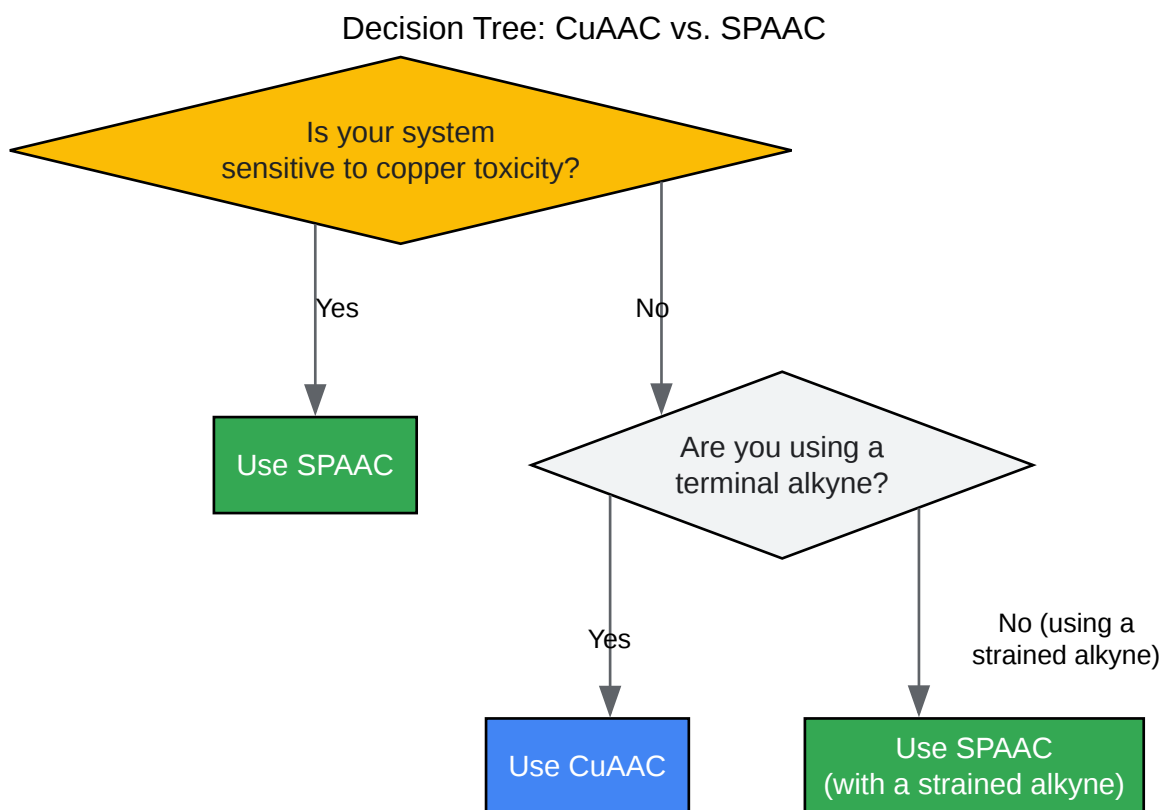 Decision Tree: CuAAC vs. SPAAC
Is your system
sensitive to copper toxicity?
Yes
No
Use SPAAC
Are you using a
terminal alkyne?
Yes
No (using a
strained alkyne)
Use CuAAC
Use SPAAC
(with a strained alkyne)